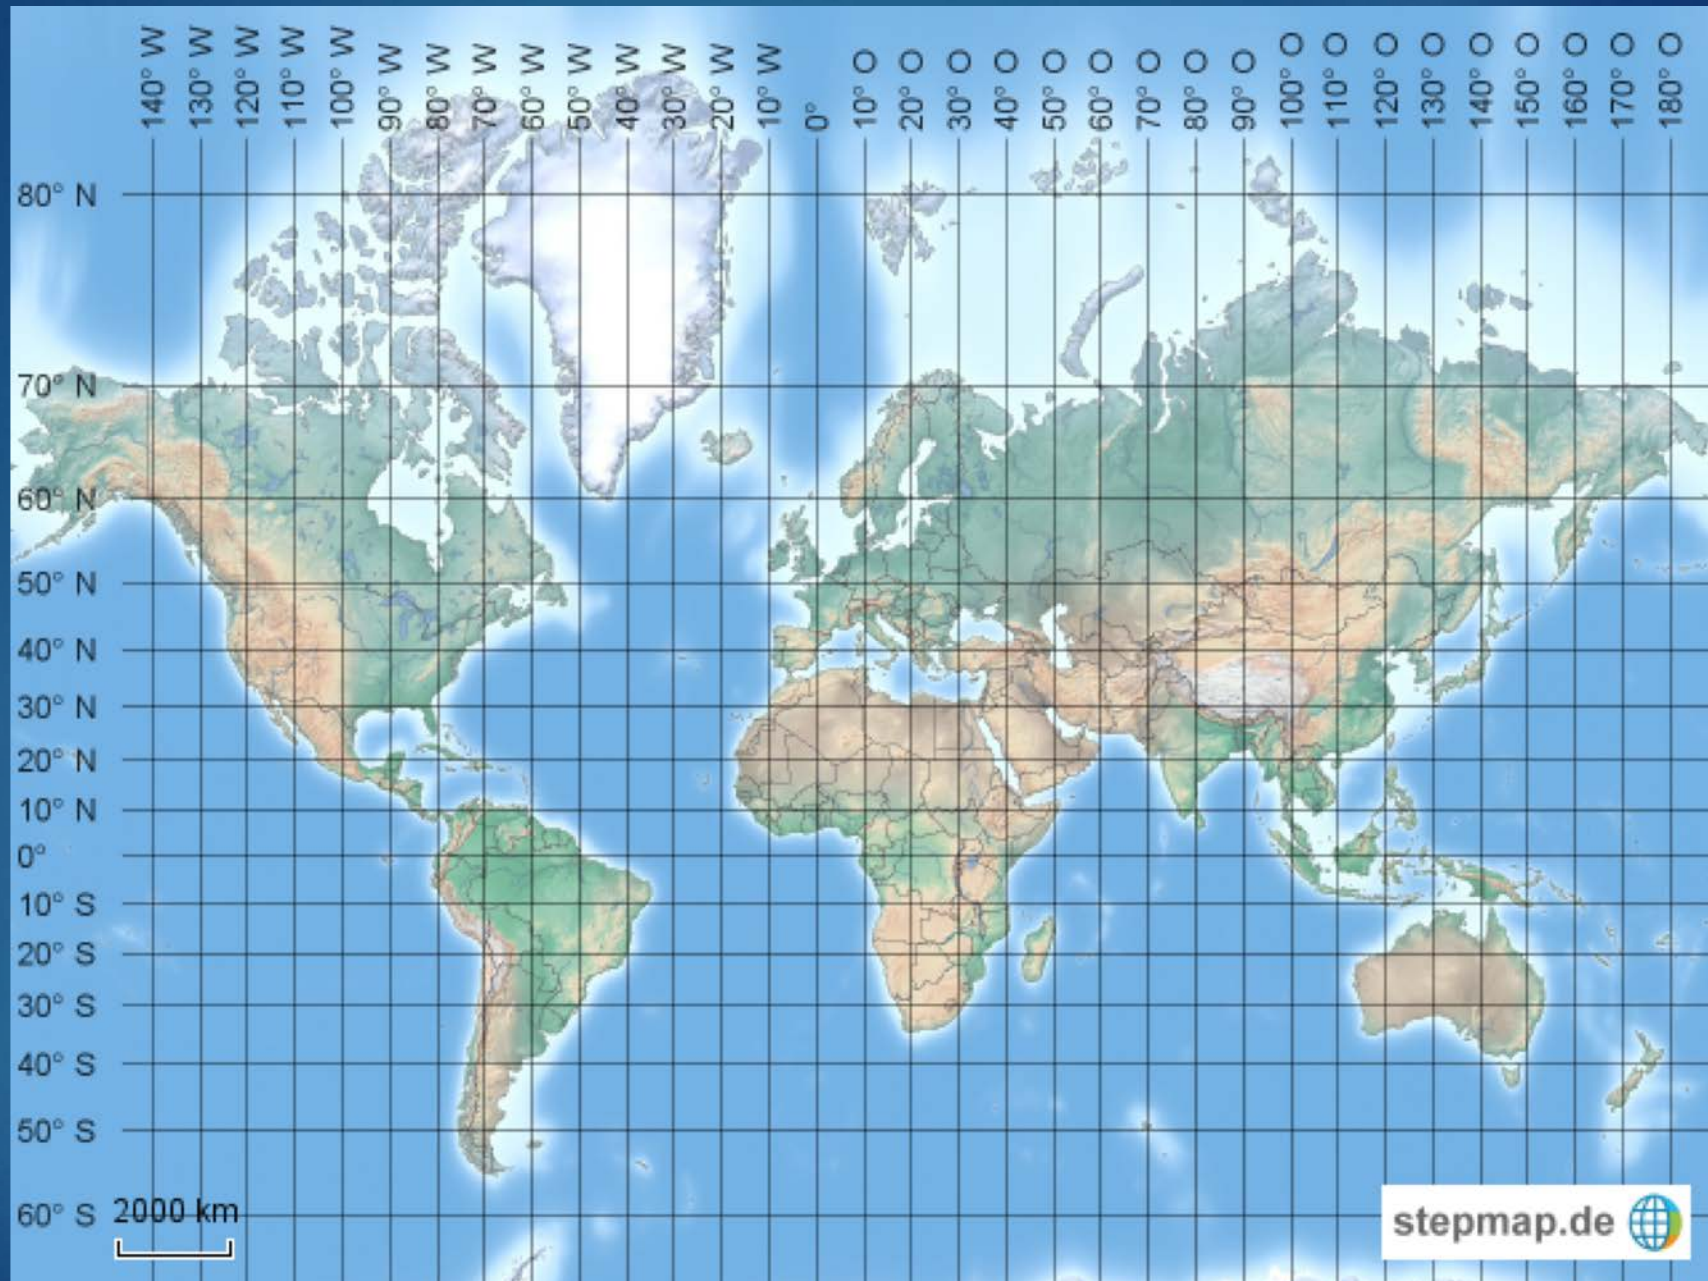 140° W
130° W
120° W
110° W
100° W
90° W
80° W
70° W
60° W
50° W
40° W
30° W
20° W
10° W
0°
10° O
20° O
30° O
40° O
50° O
60° O
70° O
80° O
90° O
100° O
110° O
120° O
130° O
140° O
150° O
160° O
170° O
180° O
80° N
70° N
60° N
50° N
40° N
30° N
20° N
10° N
0°
10° S
20° S
30° S
40° S
50° S
60° S
2000 km
stepmap.de